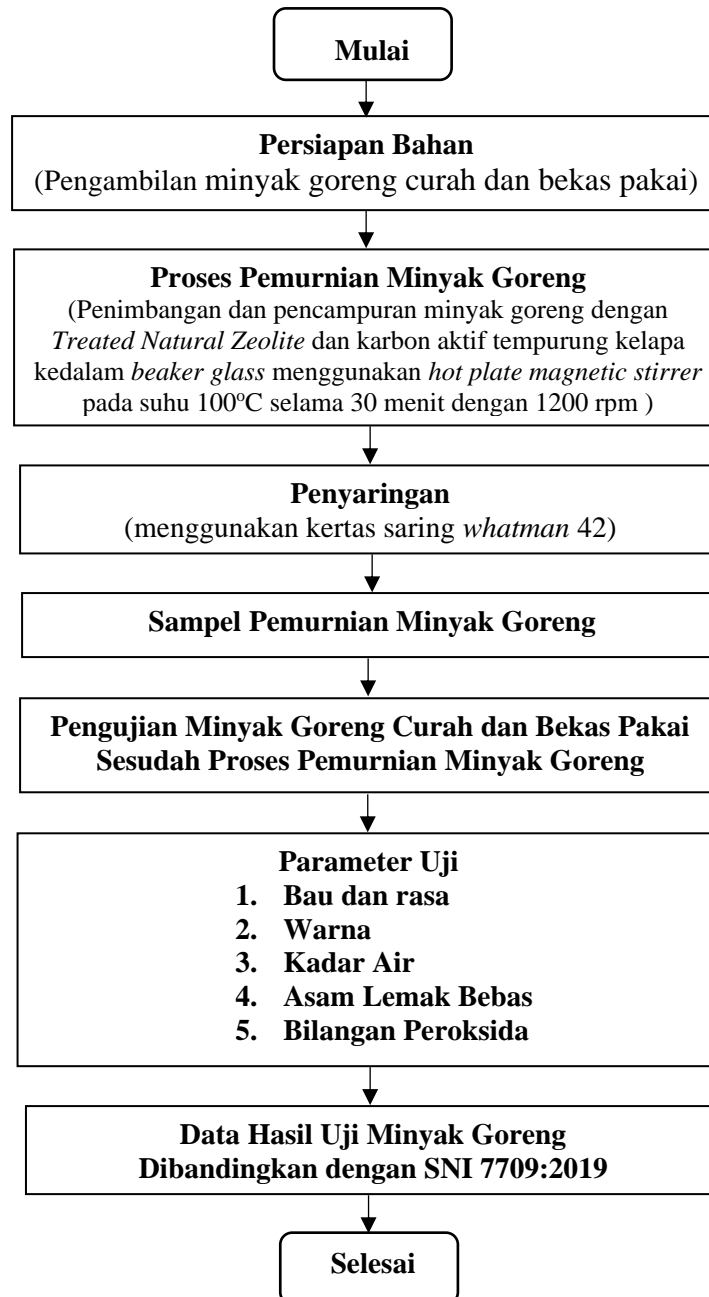 Mulai
Persiapan Bahan
(Pengambilan minyak goreng curah dan bekas pakai)
Proses Pemurnian Minyak Goreng
(Penimbangan dan pencampuran minyak goreng dengan
Treated Natural Zeolite dan karbon aktif tempurung kelapa
kedalam beaker glass menggunakan hot plate magnetic stirrer
pada suhu 100°C selama 30 menit dengan 1200 rpm )
Penyaringan
(menggunakan kertas saring whatman 42)
Sampel Pemurnian Minyak Goreng
Pengujian Minyak Goreng Curah dan Bekas Pakai
Sesudah Proses Pemurnian Minyak Goreng
Parameter Uji
1. Bau dan rasa
2. Warna
3. Kadar Air
4. Asam Lemak Bebas
5. Bilangan Peroksida
Data Hasil Uji Minyak Goreng
Dibandingkan dengan SNI 7709:2019
Selesai